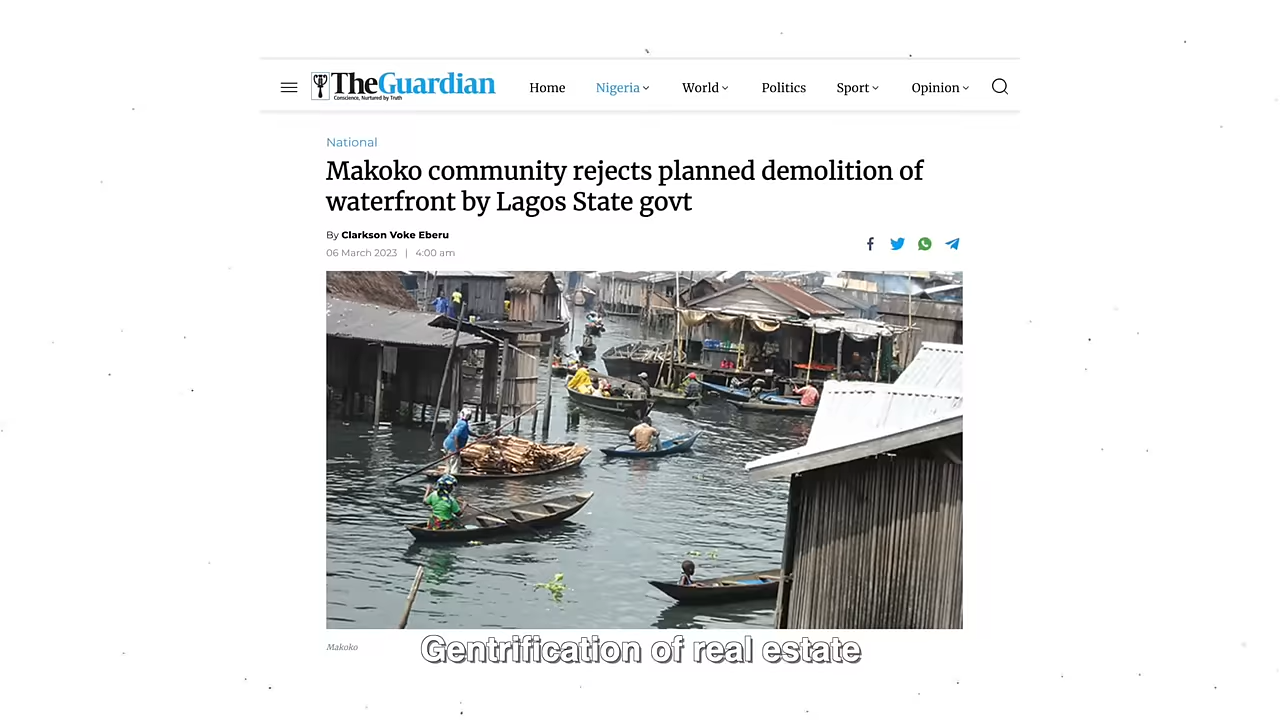 TheGuardian
Conscience, Nurtured by Truth
Home Nigeria World Politics Sport Opinion
National
Makoko community rejects planned demolition of
waterfront by Lagos State govt
By Clarkson Voke Eberu
06 March 2023 | 4:00 am
Makoko
Gentrification of real estate